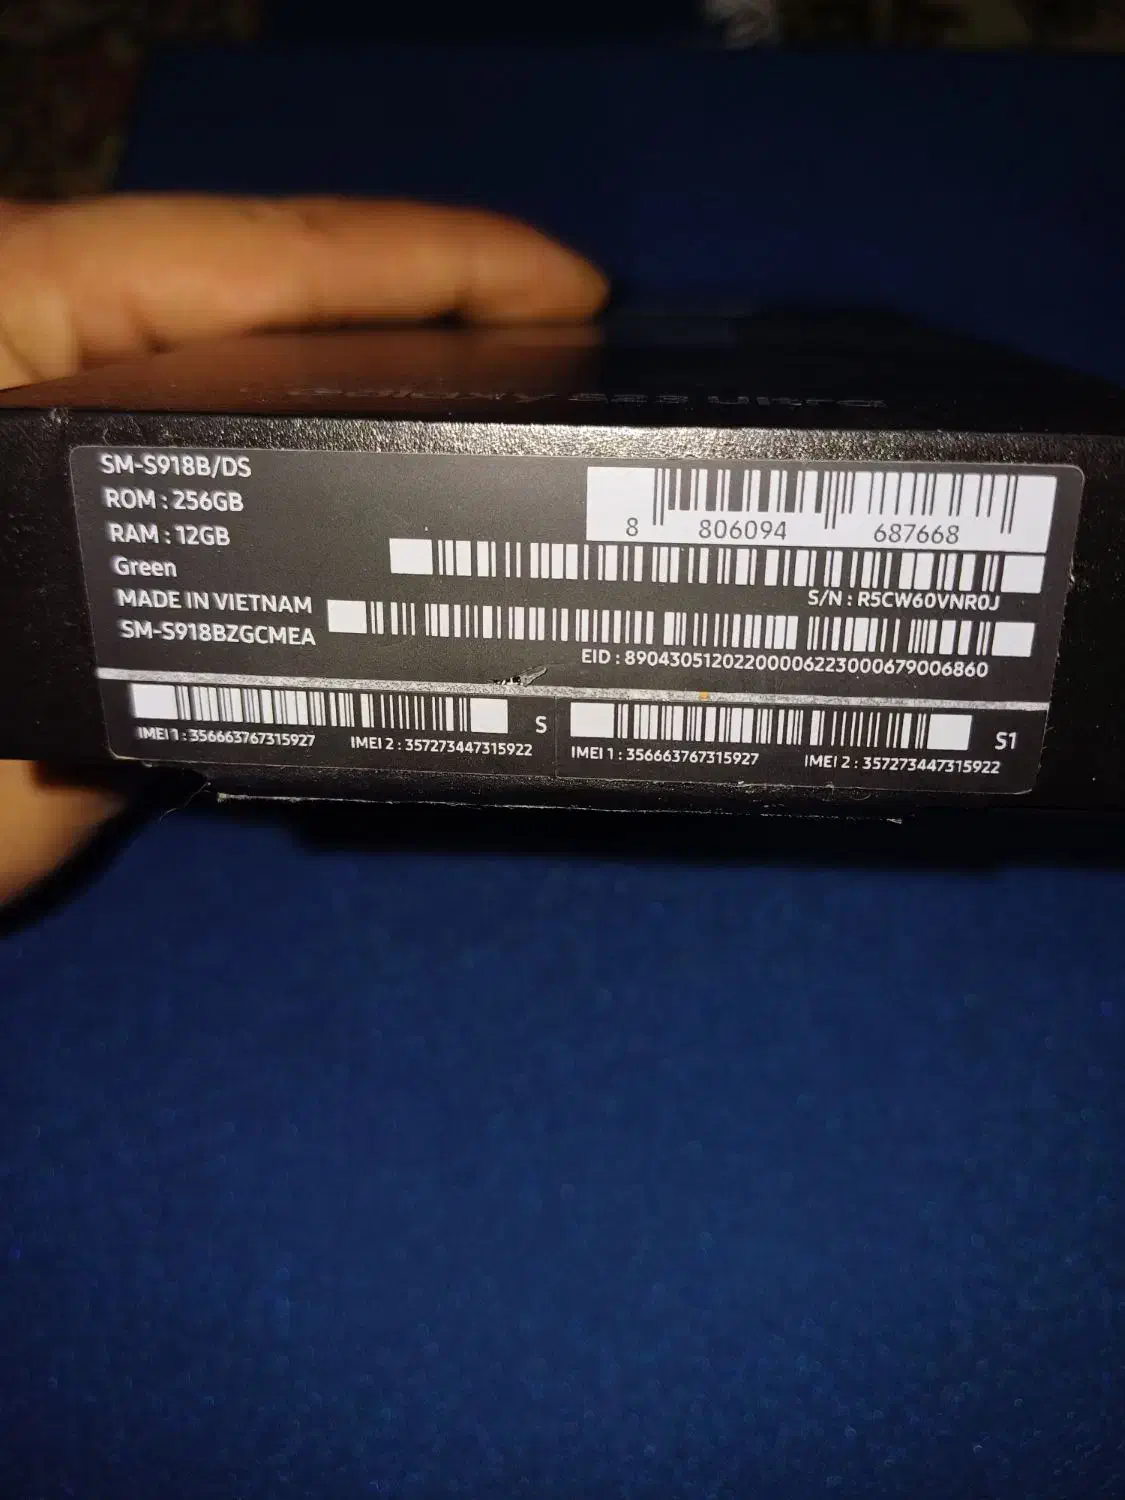 SM-S918B/DS
ROM : 256GB
RAM : 12GB
Green
MADE IN VIETNAM
SM-S918BZGCMEA
8 806094 687668
S/N : R5CW60VNR0J
EID : 89043051202200006223000679006860
S
IMEI 1 : 356663767315927 IMEI 2 : 357273447315922
S1
IMEI 1 : 356663767315927 IMEI 2 : 357273447315922